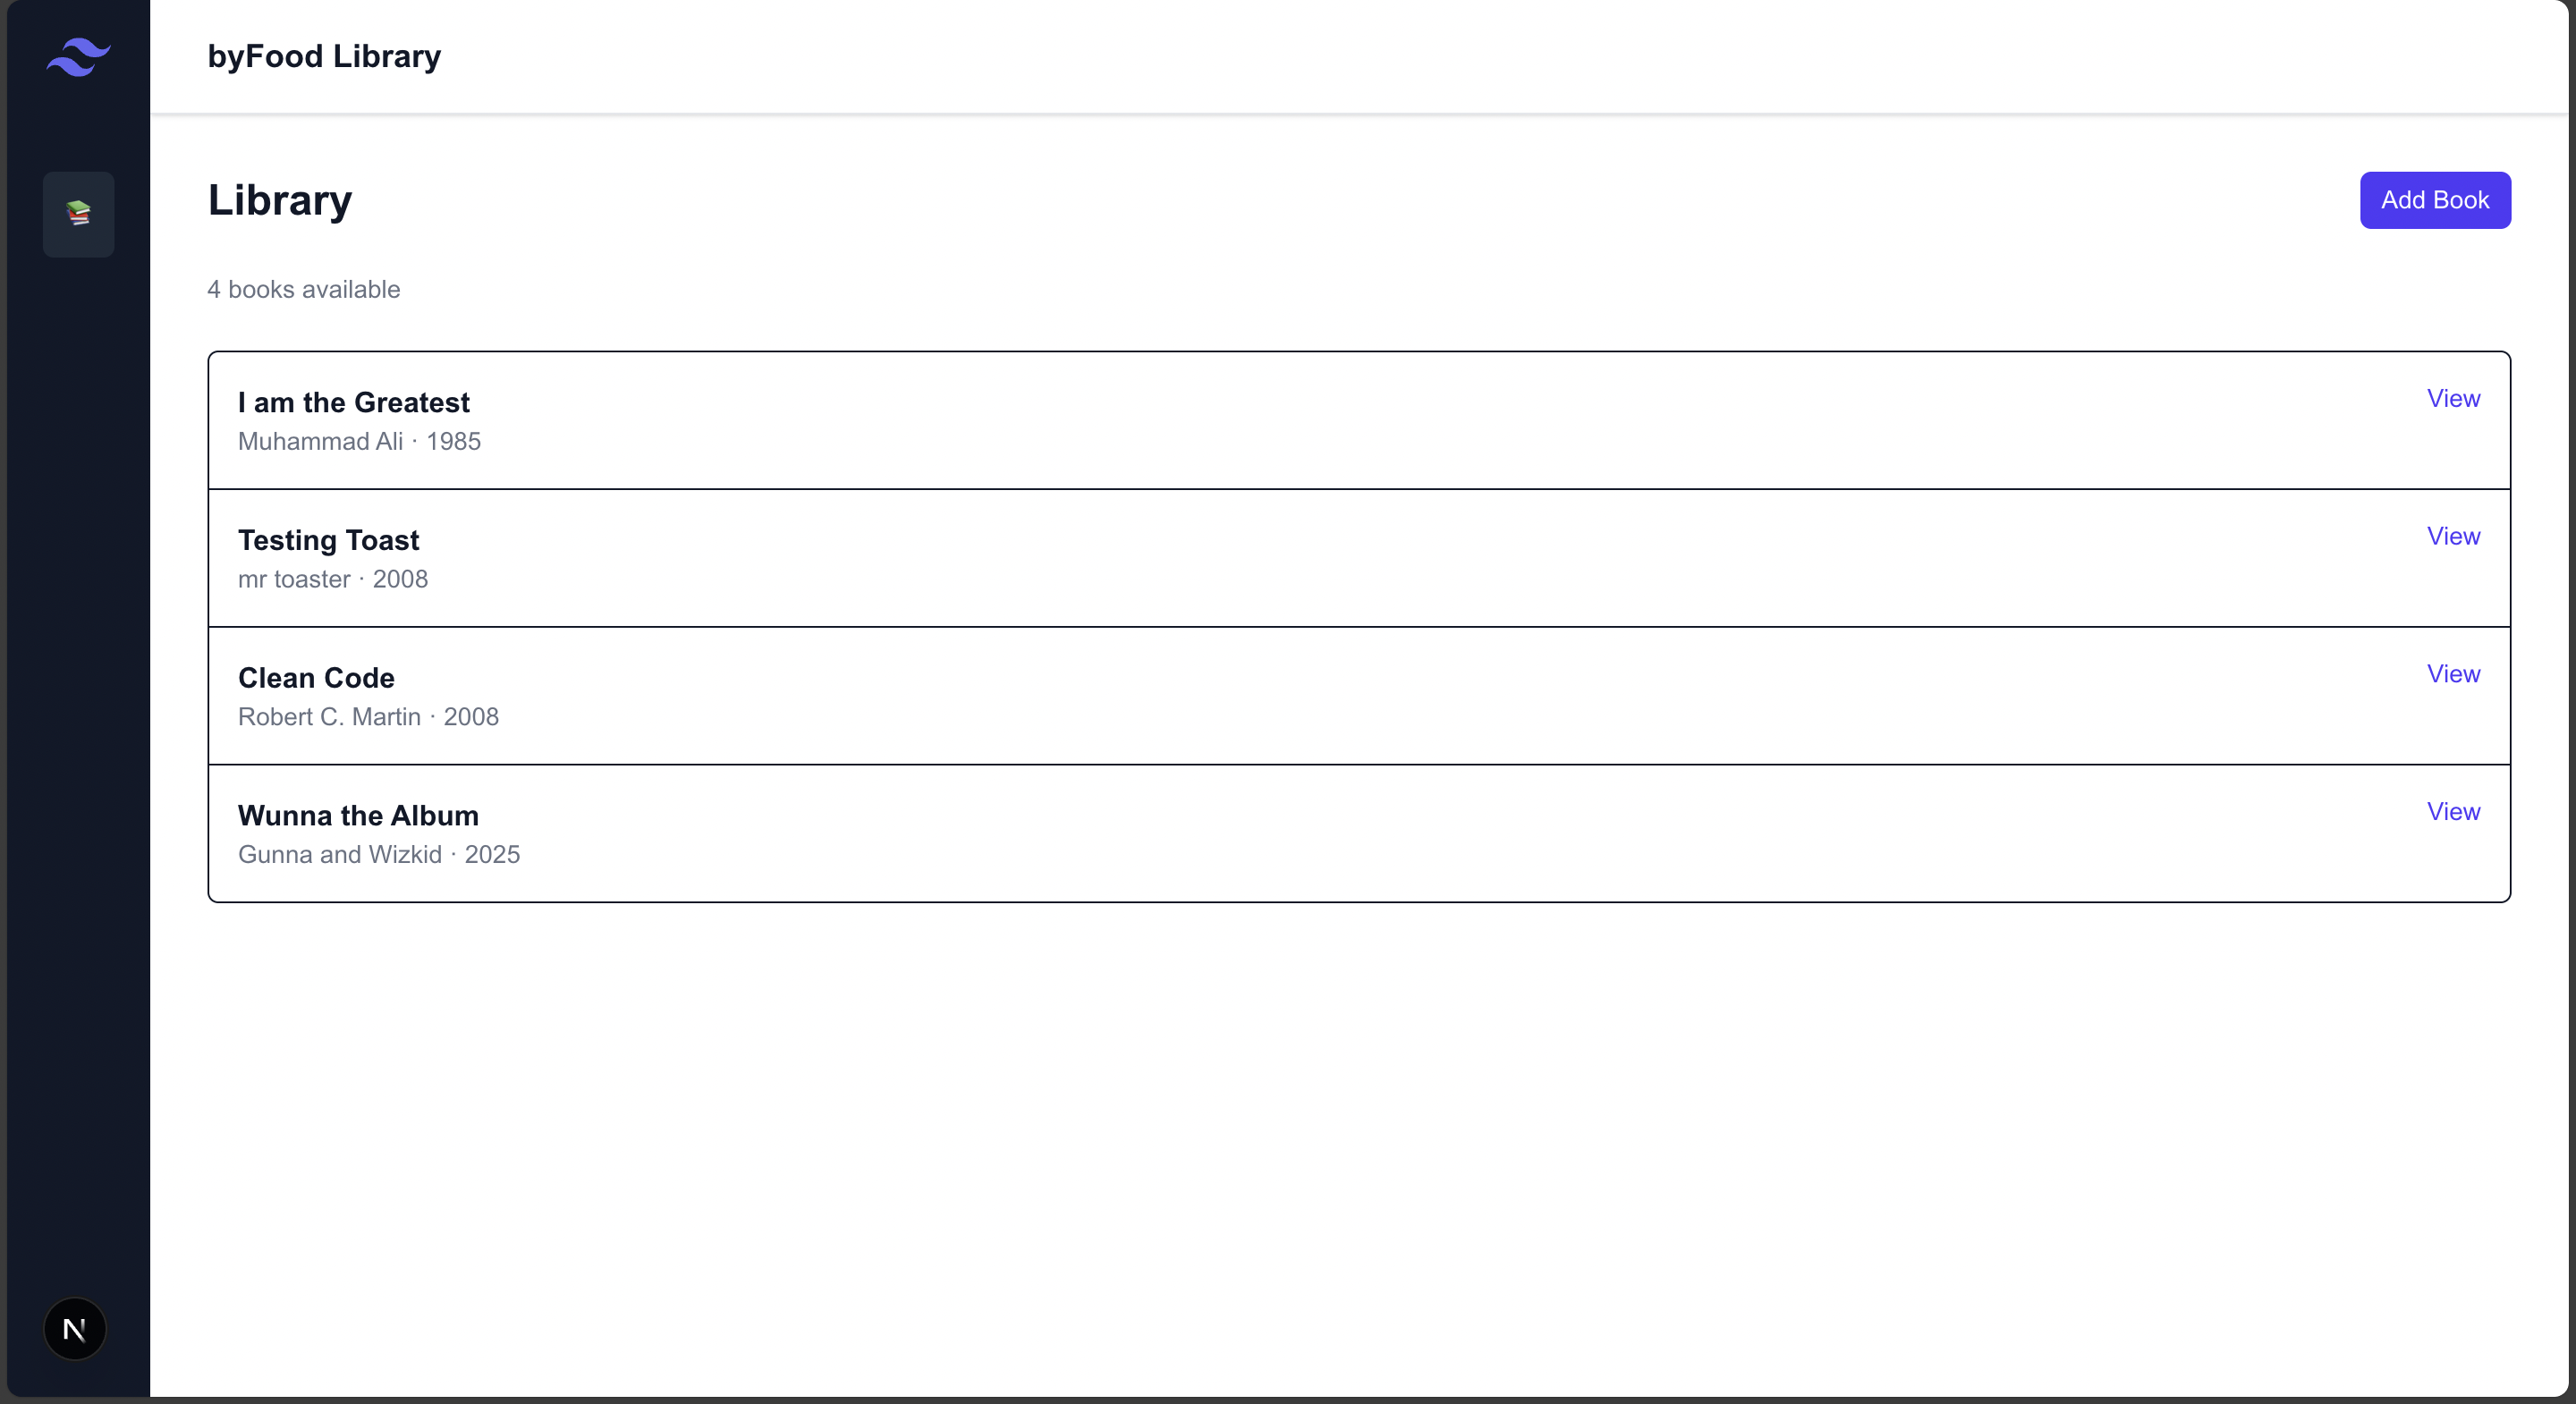 byFood Library
Library
Add Book
4 books available
I am the Greatest
View
Muhammad Ali · 1985
Testing Toast
View
mr toaster · 2008
Clean Code
View
Robert C. Martin · 2008
Wunna the Album
View
Gunna and Wizkid · 2025
N